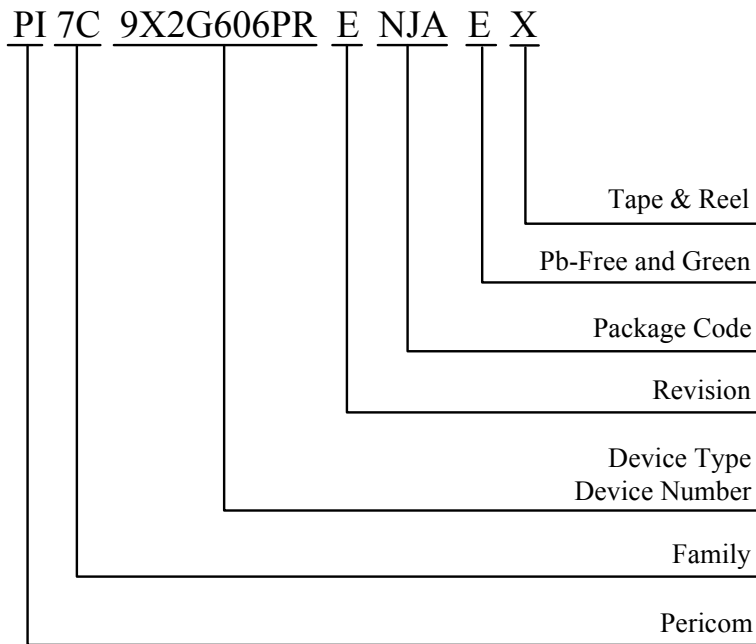 PI 7C 9X2G606PR E NJA E X
Tape & Reel
Pb-Free and Green
Package Code
Revision
Device Type
Device Number
Family
Pericom